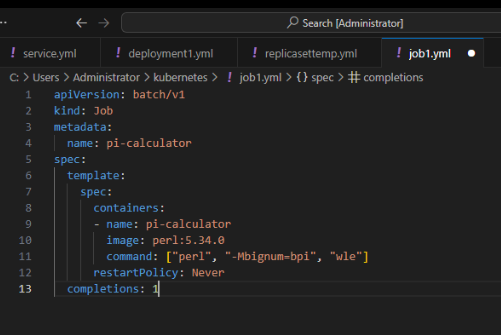 Search [Administrator]
service.yml deployment1.yml replicasettemp.yml job1.yml
C: > Users > Administrator > kubernetes > ! job1.yml > {} spec > completions
1 apiVersion: batch/v1
2 kind: Job
3 metadata:
4 name: pi-calculator
5 spec:
6 template:
7 spec:
8 containers:
9 - name: pi-calculator
10 image: perl:5.34.0
11 command: ["perl", "-Mbignum=bpi", "wle"]
12 restartPolicy: Never
13 completions: 1